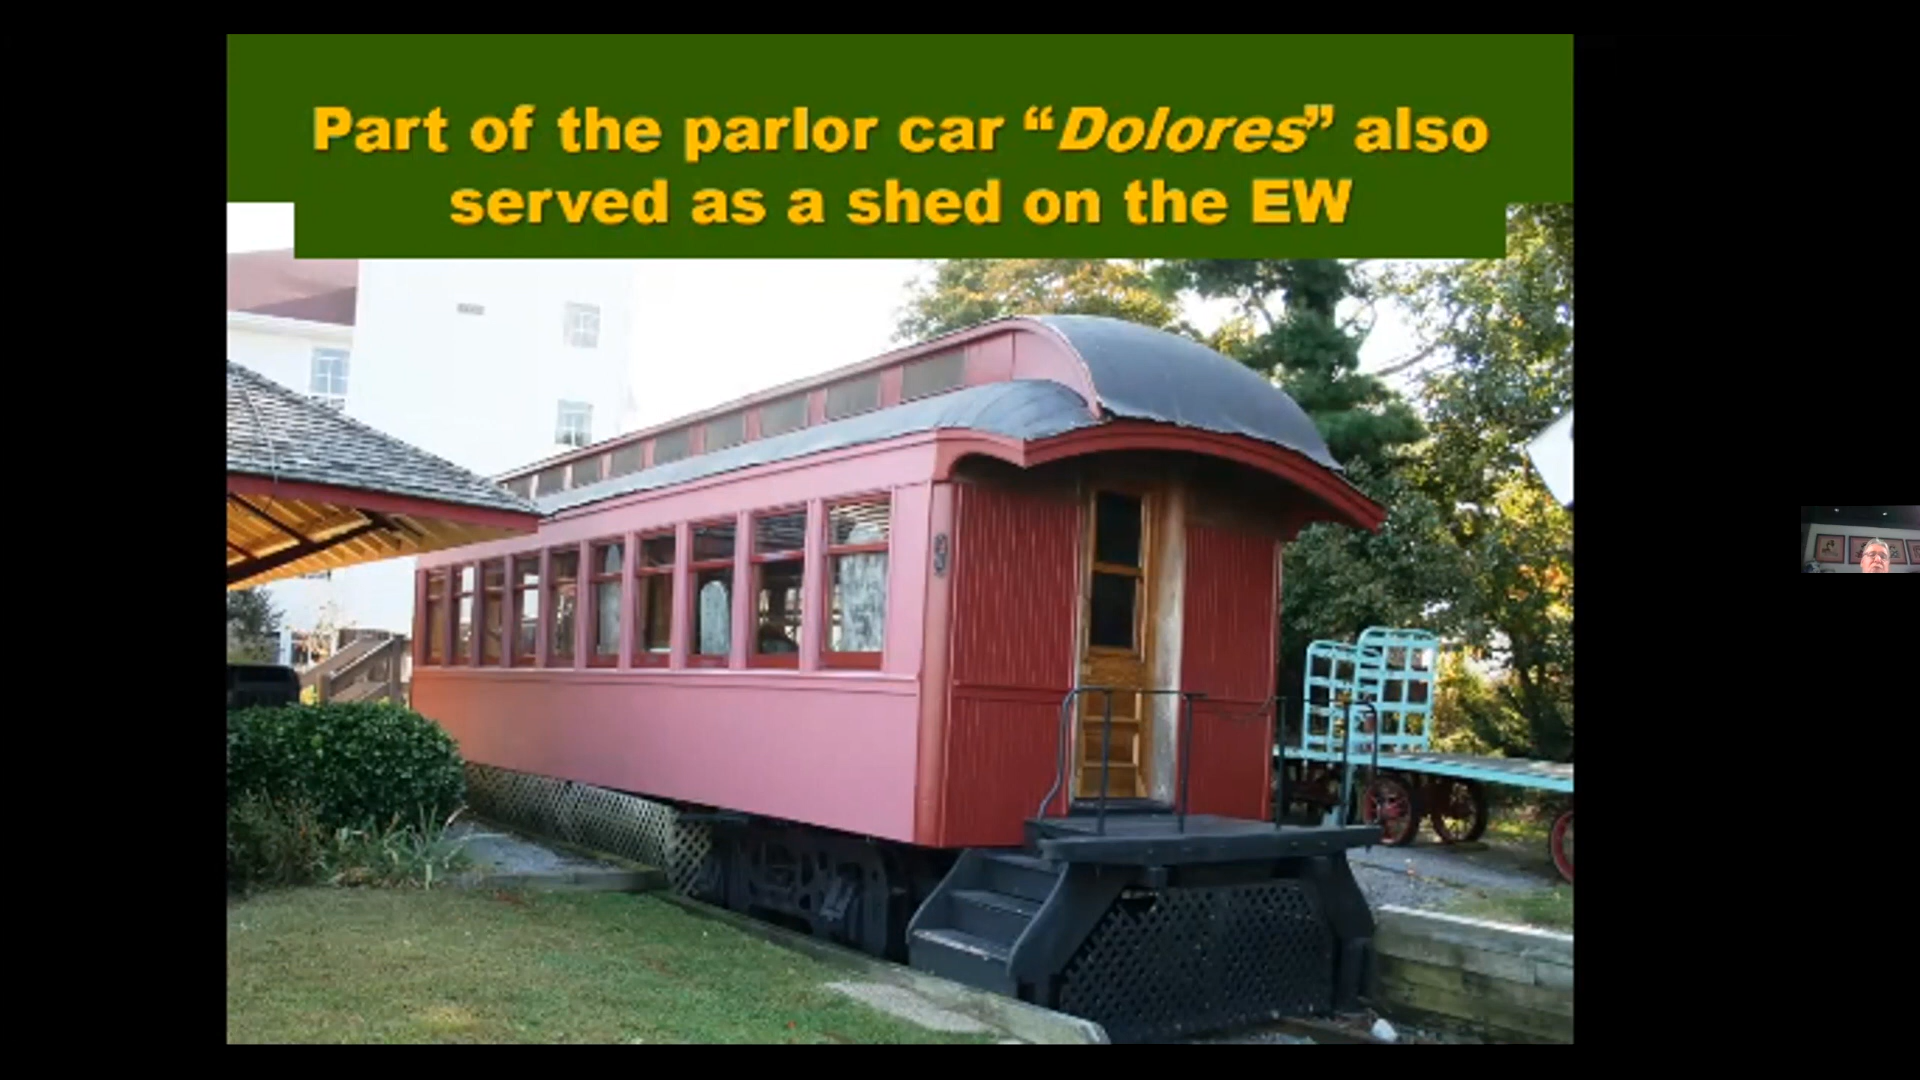 Part of the parlor car “Dolores” also
served as a shed on the EW